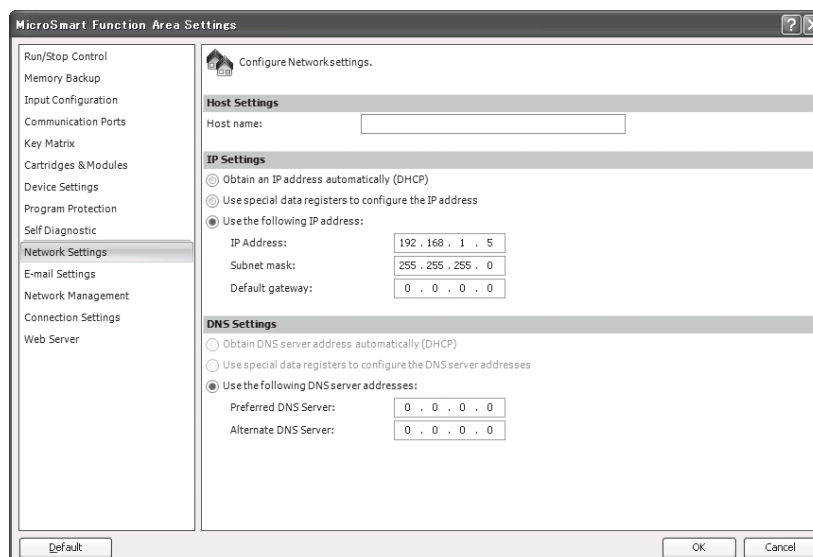 MicroSmart Function Area Settings
Run/Stop Control
Memory Backup
Input Configuration
Communication Ports
Key Matrix
Cartridges & Modules
Device Settings
Program Protection
Self Diagnostic
Network Settings
E-mail Settings
Network Management
Connection Settings
Web Server
Configure Networksettings.
Host Settings
Host name:
IP Settings
Obtain an IP address automatically (DHCP)
Use special data registers to configure the IP address
Use the following IP address:
IP Address: 192 . 168 . 1 . 5
Subnet mask: 255 . 255 . 255 . 0
Default gateway: 0 . 0 . 0 . 0
DNS Settings
Obtain DNS server address automatically (DHCP)
Use special data registers to configure the DNS server addresses
Use the following DNS server addresses:
Preferred DNS Server: 0 . 0 . 0 . 0
Alternate DNS Server: 0 . 0 . 0 . 0
Default OK Cancel